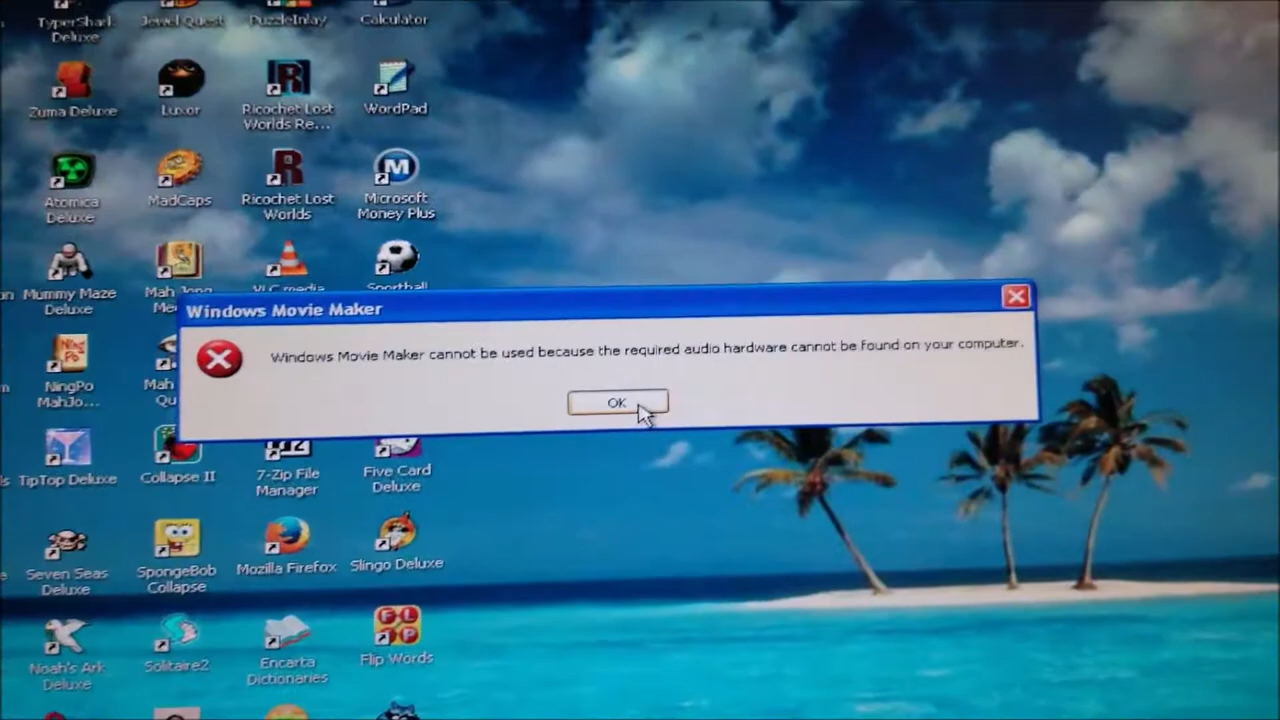 TyperShark
Deluxe
Jewel Quest
PuzzleInlay
Calculator
Zuma Deluxe
Luxor
Ricochet Lost
Worlds Re...
WordPad
Atomica
Deluxe
MadCaps
Ricochet Lost
Worlds
Microsoft
Money Plus
Mummy Maze
Deluxe
Mah Jong
Me
VLC media
Sportball
Windows Movie Maker
Windows Movie Maker cannot be used because the required audio hardware cannot be found on your computer.
OK
NingPo
MahJo...
Mah
Qu
TipTop Deluxe
Collapse II
7-Zip File
Manager
Five Card
Deluxe
Seven Seas
Deluxe
SpongeBob
Collapse
Mozilla Firefox
Slingo Deluxe
Noah's Ark
Deluxe
Solitaire2
Encarta
Dictionaries
FLIP
Flip Words